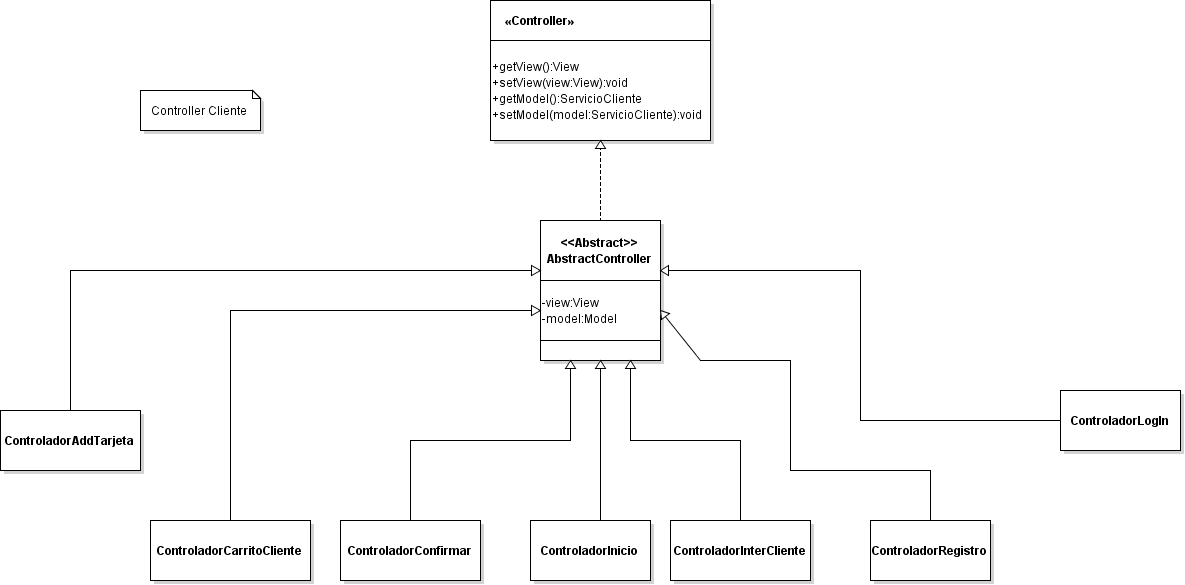 «Controller»
+getView():View
+setView(view:View):void
+getModel():ServicioCliente
+setModel(model:ServicioCliente):void
Controller Cliente
<<Abstract>>
AbstractController
-view:View
-model:Model
ControladorAddTarjeta
ControladorLogIn
ControladorCarritoCliente
ControladorConfirmar
ControladorInicio
ControladorInterCliente
ControladorRegistro